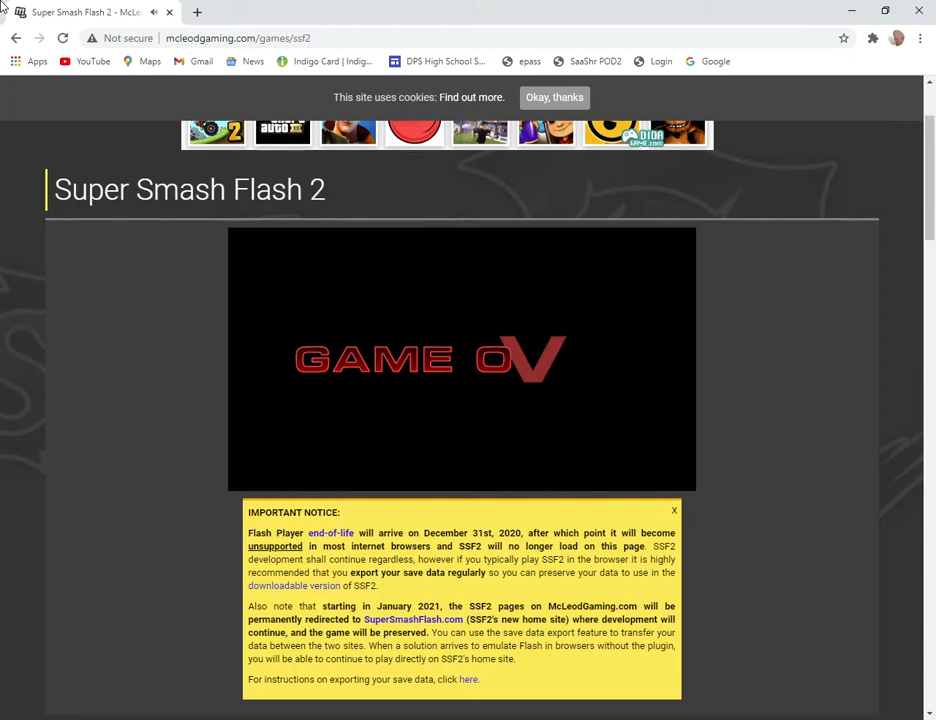 Super Smash Flash 2 - McLe
Not secure
mcleodgaming.com/games/ssf2
Apps YouTube Maps Gmail News Indigo Card | Indig... DPS High School S... epass SaaShr POD2 Login Google
This site uses cookies: Find out more. Okay, thanks
DIDA
GAME.com
Super Smash Flash 2
GAME OV
IMPORTANT NOTICE: X
Flash Player end-of-life will arrive on December 31st, 2020, after which point it will become
unsupported in most internet browsers and SSF2 will no longer load on this page. SSF2
development shall continue regardless, however if you typically play SSF2 in the browser it is highly
recommended that you export your save data regularly so you can preserve your data to use in the
downloadable version of SSF2.
Also note that starting in January 2021, the SSF2 pages on McLeodGaming.com will be
permanently redirected to SuperSmashFlash.com (SSF2's new home site) where development will
continue, and the game will be preserved. You can use the save data export feature to transfer your
data between the two sites. When a solution arrives to emulate Flash in browsers without the plugin,
you will be able to continue to play directly on SSF2's home site.
For instructions on exporting your save data, click here.